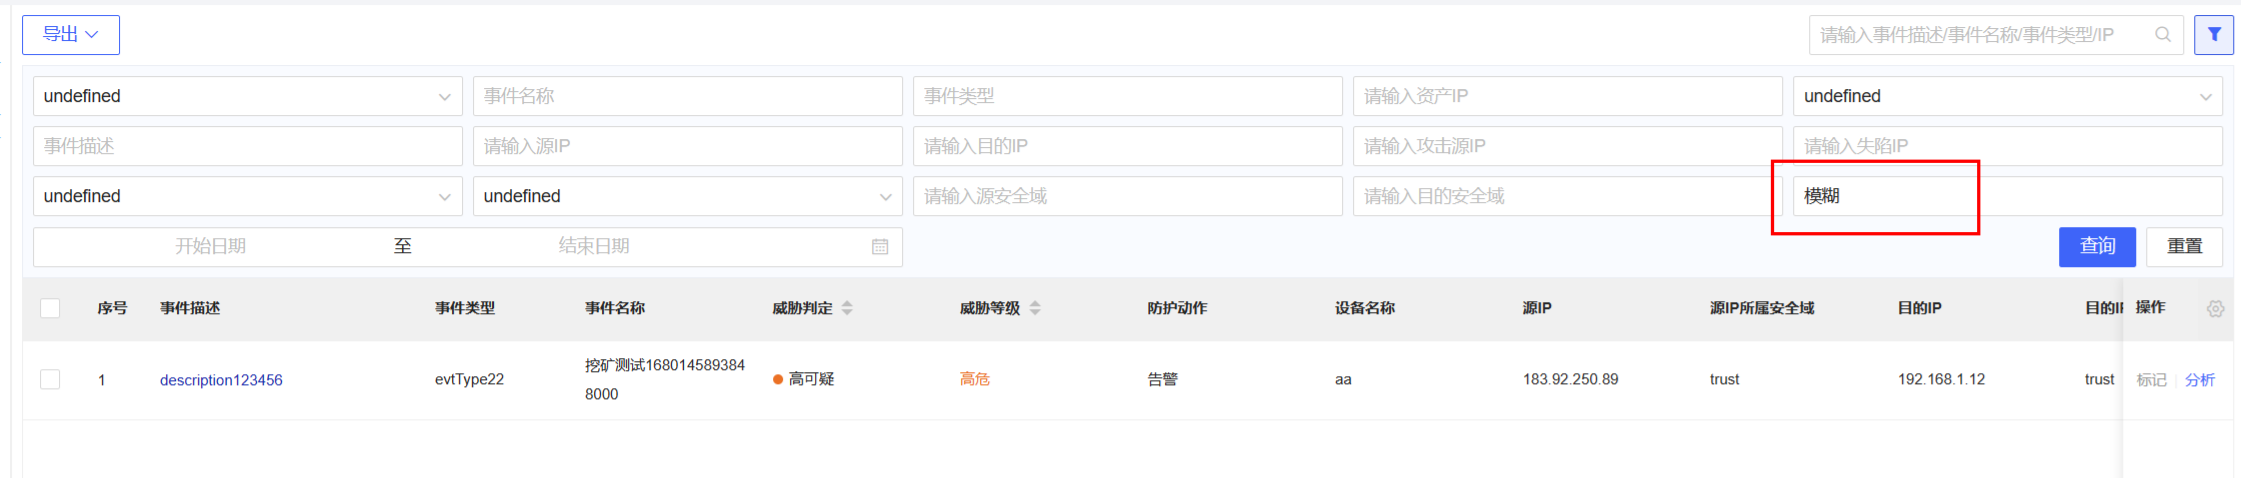 导出
请输入事件描述/事件名称/事件类型/IP
undefined 事件名称 事件类型 请输入资产IP undefined
事件描述 请输入源IP 请输入目的IP 请输入攻击源IP 请输入失陷IP
undefined undefined 请输入源安全域 请输入目的安全域 模糊
开始日期 至 结束日期 查询 重置
序号 事件描述 事件类型 事件名称 威胁判定 威胁等级 防护动作 设备名称 源IP 源IP所属安全域 目的IP 目的IF 操作
1 description123456 evtType22 挖矿测试168014589384 高可疑 高危 告警 aa 183.92.250.89 trust 192.168.1.12 trust 标记 分析
8000